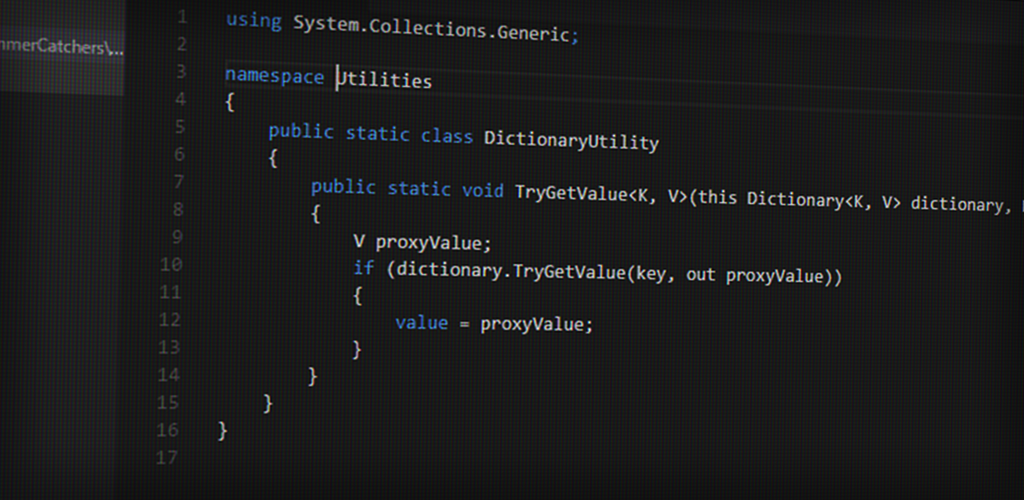 mmerCatchers\...
1 using System.Collections.Generic;
2
3 namespace Utilities
4 {
5 public static class DictionaryUtility
6 {
7 public static void TryGetValue<K, V>(this Dictionary<K, V> dictionary,
8 {
9 V proxyValue;
10 if (dictionary.TryGetValue(key, out proxyValue))
11 {
12 value = proxyValue;
13 }
14 }
15 }
16 }
17